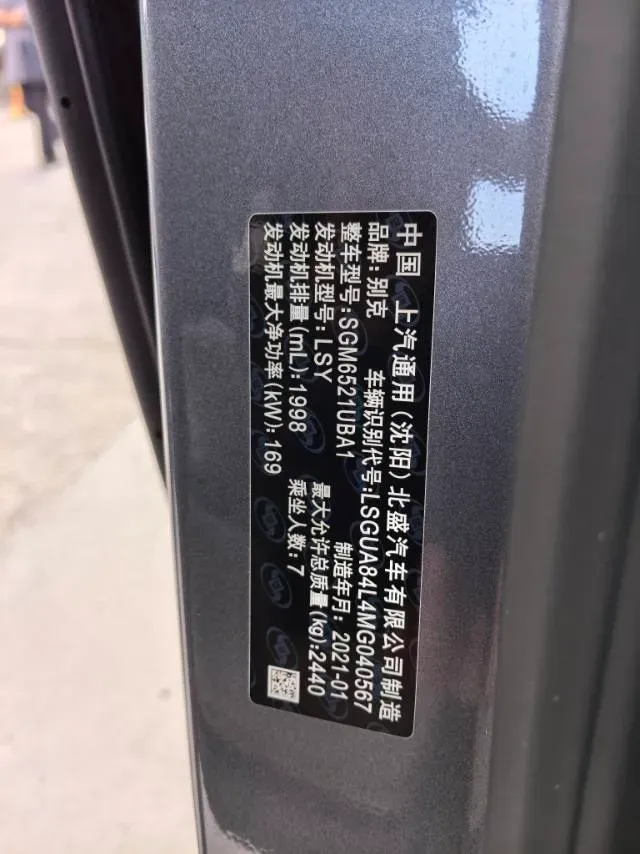 中国 上汽通用(沈阳)北盛汽车有限公司制造
品牌:别克 车辆识别代号:LSGUA84L4MG040567
整车型号:SGM6521UBA1 制造年月:2021-01
发动机型号:LSY 最大允许总质量(kg):2440
发动机排量(mL):1998 乘坐人数:7
发动机最大净功率(kW):169